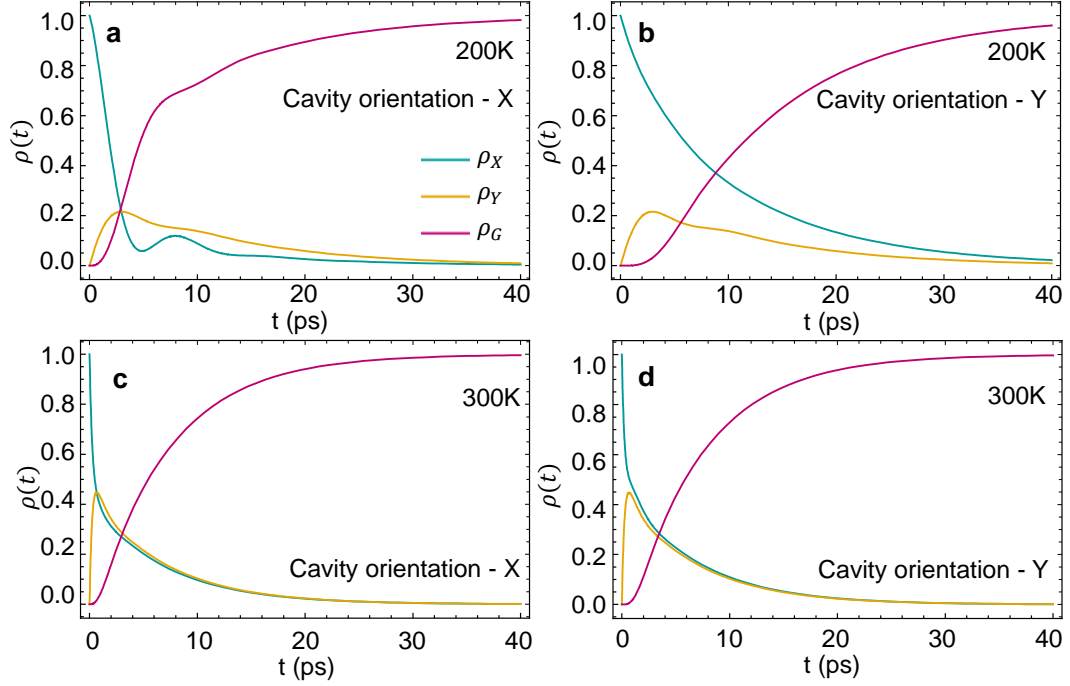 a
200K
Cavity orientation - X
ρX
ρY
ρG
ρ(t)
1.0
0.8
0.6
0.4
0.2
0.0
0 10 20 30 40
t (ps)
b
200K
Cavity orientation - Y
ρ(t)
1.0
0.8
0.6
0.4
0.2
0.0
0 10 20 30 40
t (ps)
c
300K
Cavity orientation - X
ρ(t)
1.0
0.8
0.6
0.4
0.2
0.0
0 10 20 30 40
t (ps)
d
300K
Cavity orientation - Y
ρ(t)
1.0
0.8
0.6
0.4
0.2
0.0
0 10 20 30 40
t (ps)